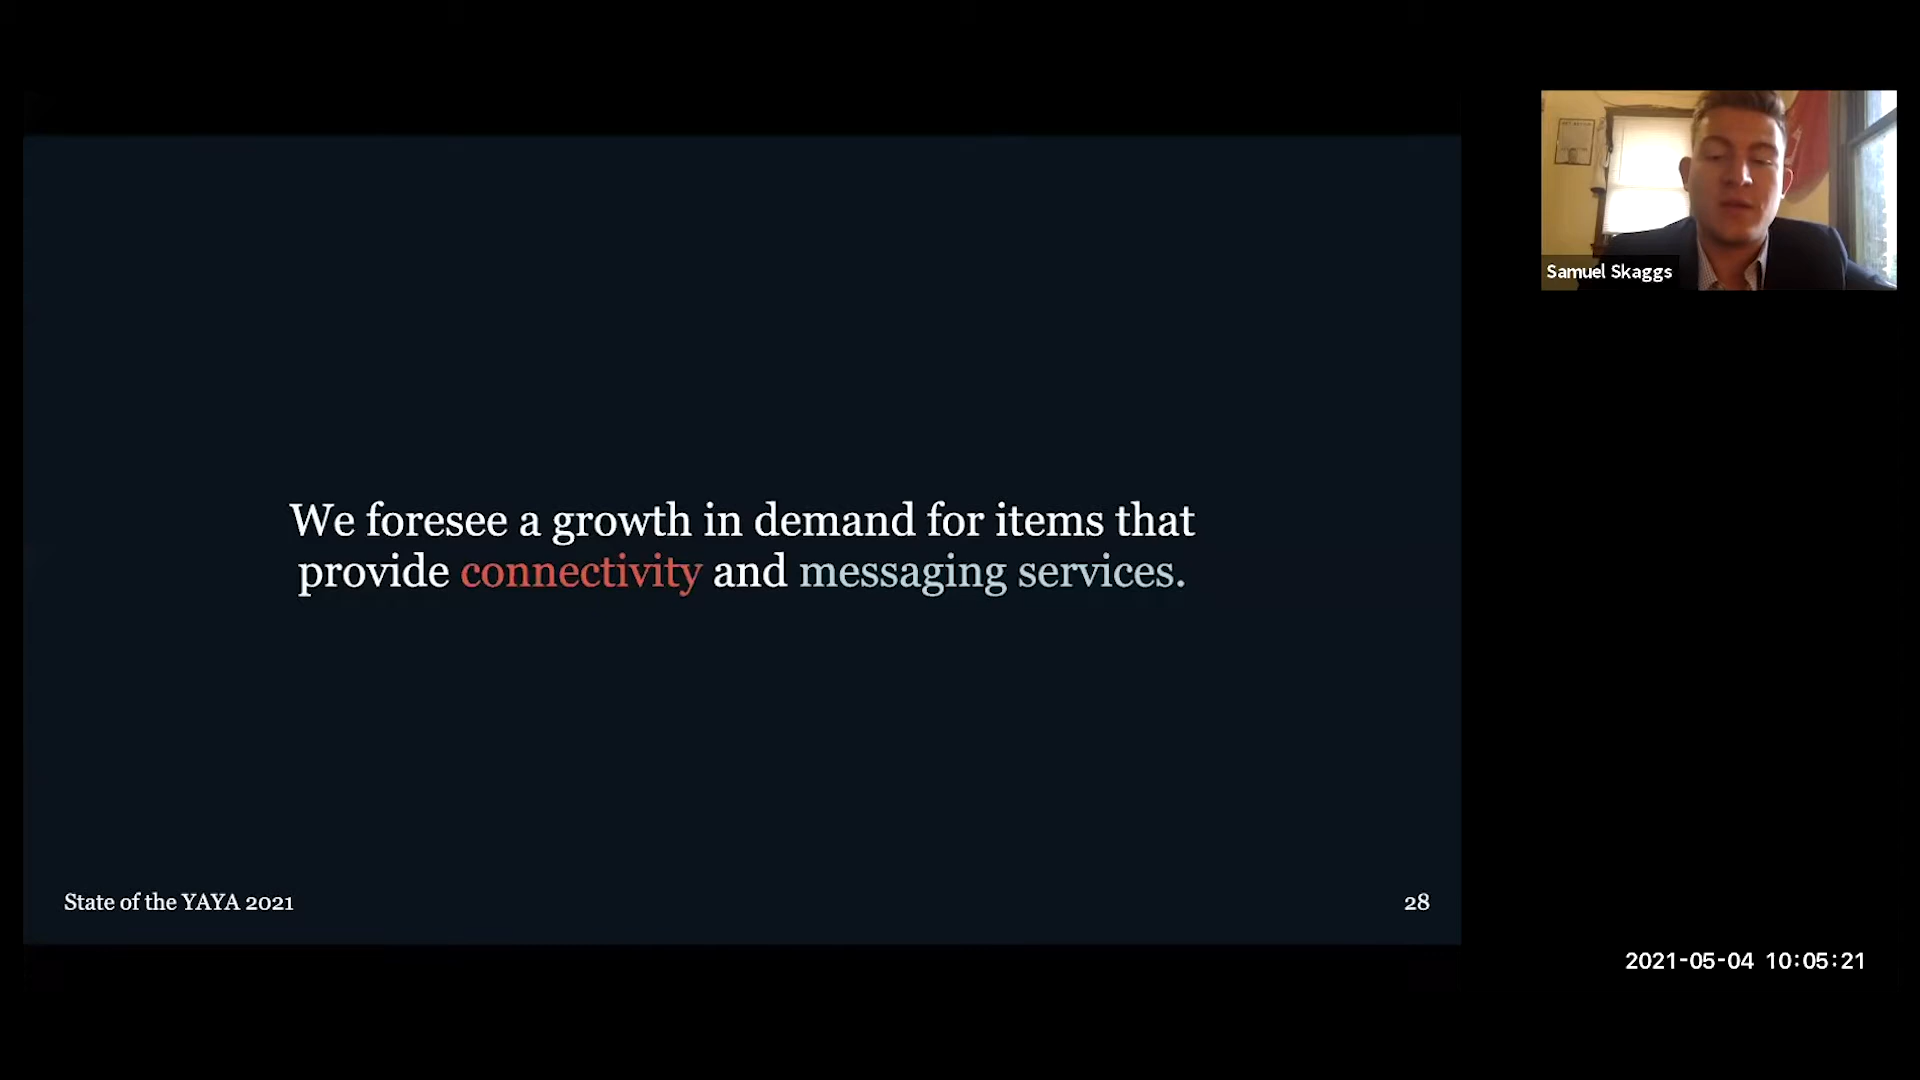 We foresee a growth in demand for items that
provide connectivity and messaging services.
State of the YAYA 2021
28
Samuel Skaggs
2021-05-04 10:05:21